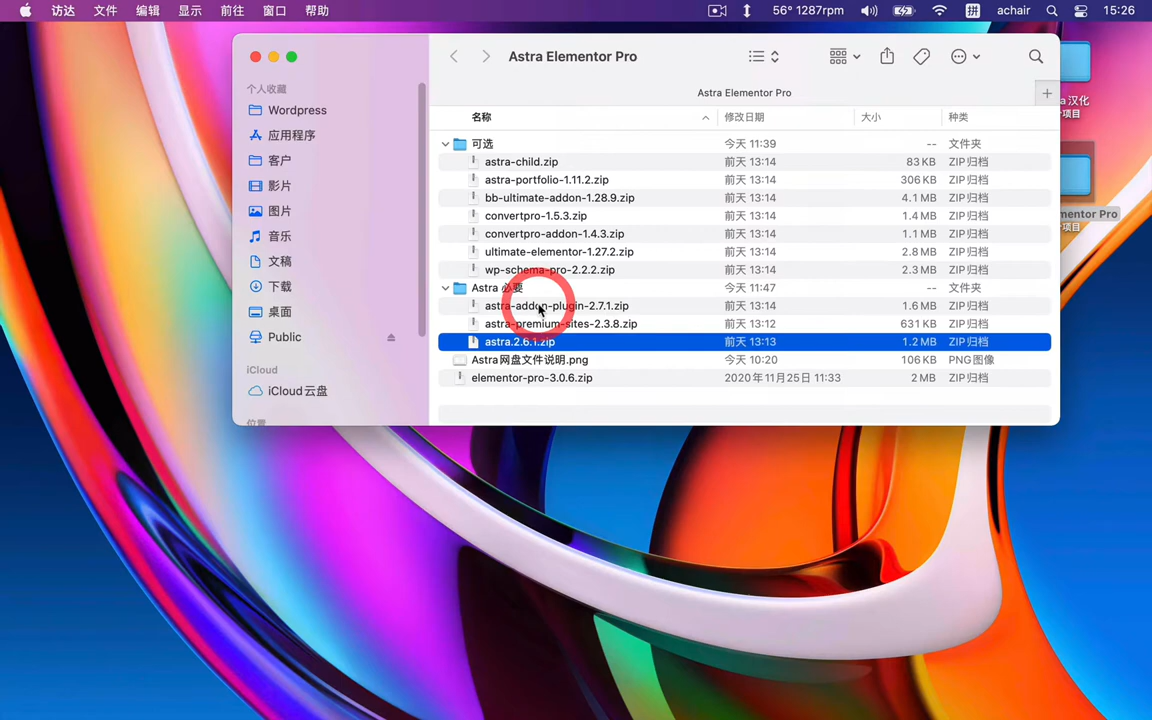 访达 文件 编辑 显示 前往 窗口 帮助 56° 1287rpm 拼 achair 15:26
Astra Elementor Pro
Astra Elementor Pro
个人收藏
Wordpress
应用程序
客户
影片
图片
音乐
文稿
下载
桌面
Public
iCloud
iCloud云盘
位置
名称 修改日期 大小 种类
可选 今天 11:39 -- 文件夹
astra-child.zip 前天 13:14 83 KB ZIP归档
astra-portfolio-1.11.2.zip 前天 13:14 306 KB ZIP归档
bb-ultimate-addon-1.28.9.zip 前天 13:14 4.1 MB ZIP归档
convertpro-1.5.3.zip 前天 13:14 1.4 MB ZIP归档
convertpro-addon-1.4.3.zip 前天 13:14 1.1 MB ZIP归档
ultimate-elementor-1.27.2.zip 前天 13:14 2.8 MB ZIP归档
wp-schema-pro-2.2.2.zip 前天 13:14 2.3 MB ZIP归档
Astra 必要 今天 11:47 -- 文件夹
astra-addon-plugin-2.7.1.zip 前天 13:14 1.6 MB ZIP归档
astra-premium-sites-2.3.8.zip 前天 13:12 631 KB ZIP归档
astra.2.6.1.zip 前天 13:13 1.2 MB ZIP归档
Astra网盘文件说明.png 今天 10:20 106 KB PNG图像
elementor-pro-3.0.6.zip 2020年11月25日 11:33 2 MB ZIP归档
汉化
项目
mentor Pro
项目